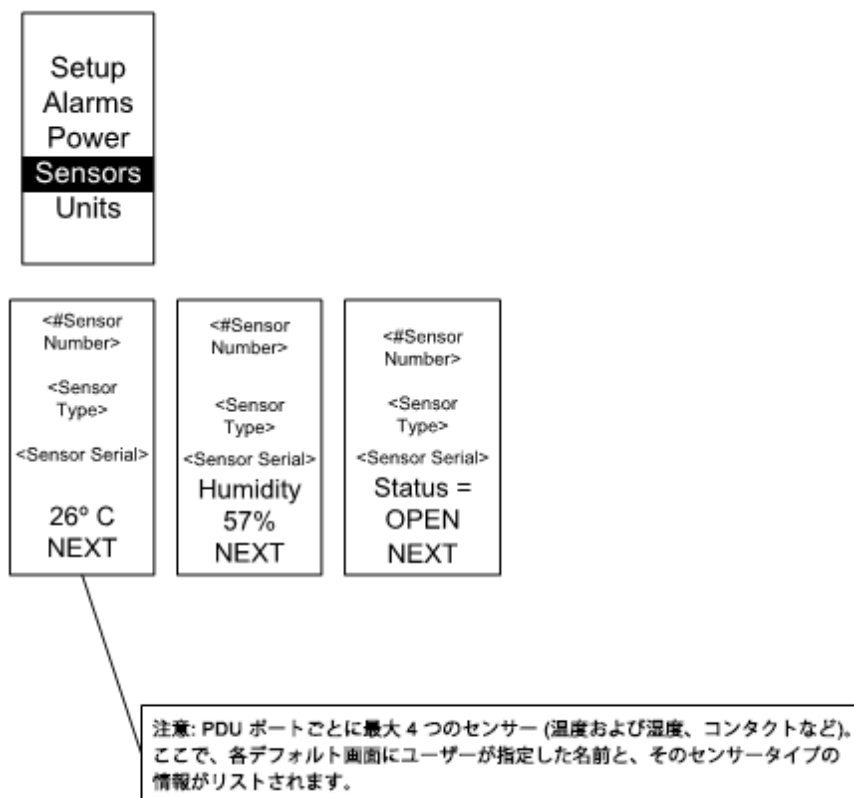 Setup
Alarms
Power
Sensors
Units
<#Sensor
Number>
<Sensor
Type>
<Sensor Serial>
26º C
NEXT
<#Sensor
Number>
<Sensor
Type>
<Sensor Serial>
Humidity
57%
NEXT
<#Sensor
Number>
<Sensor
Type>
<Sensor Serial>
Status =
OPEN
NEXT
注意: PDU ポートごとに最大 4 つのセンサー (温度および湿度、コンタクトなど)。
ここで、各デフォルト画面にユーザーが指定した名前と、そのセンサータイプの
情報がリストされます。